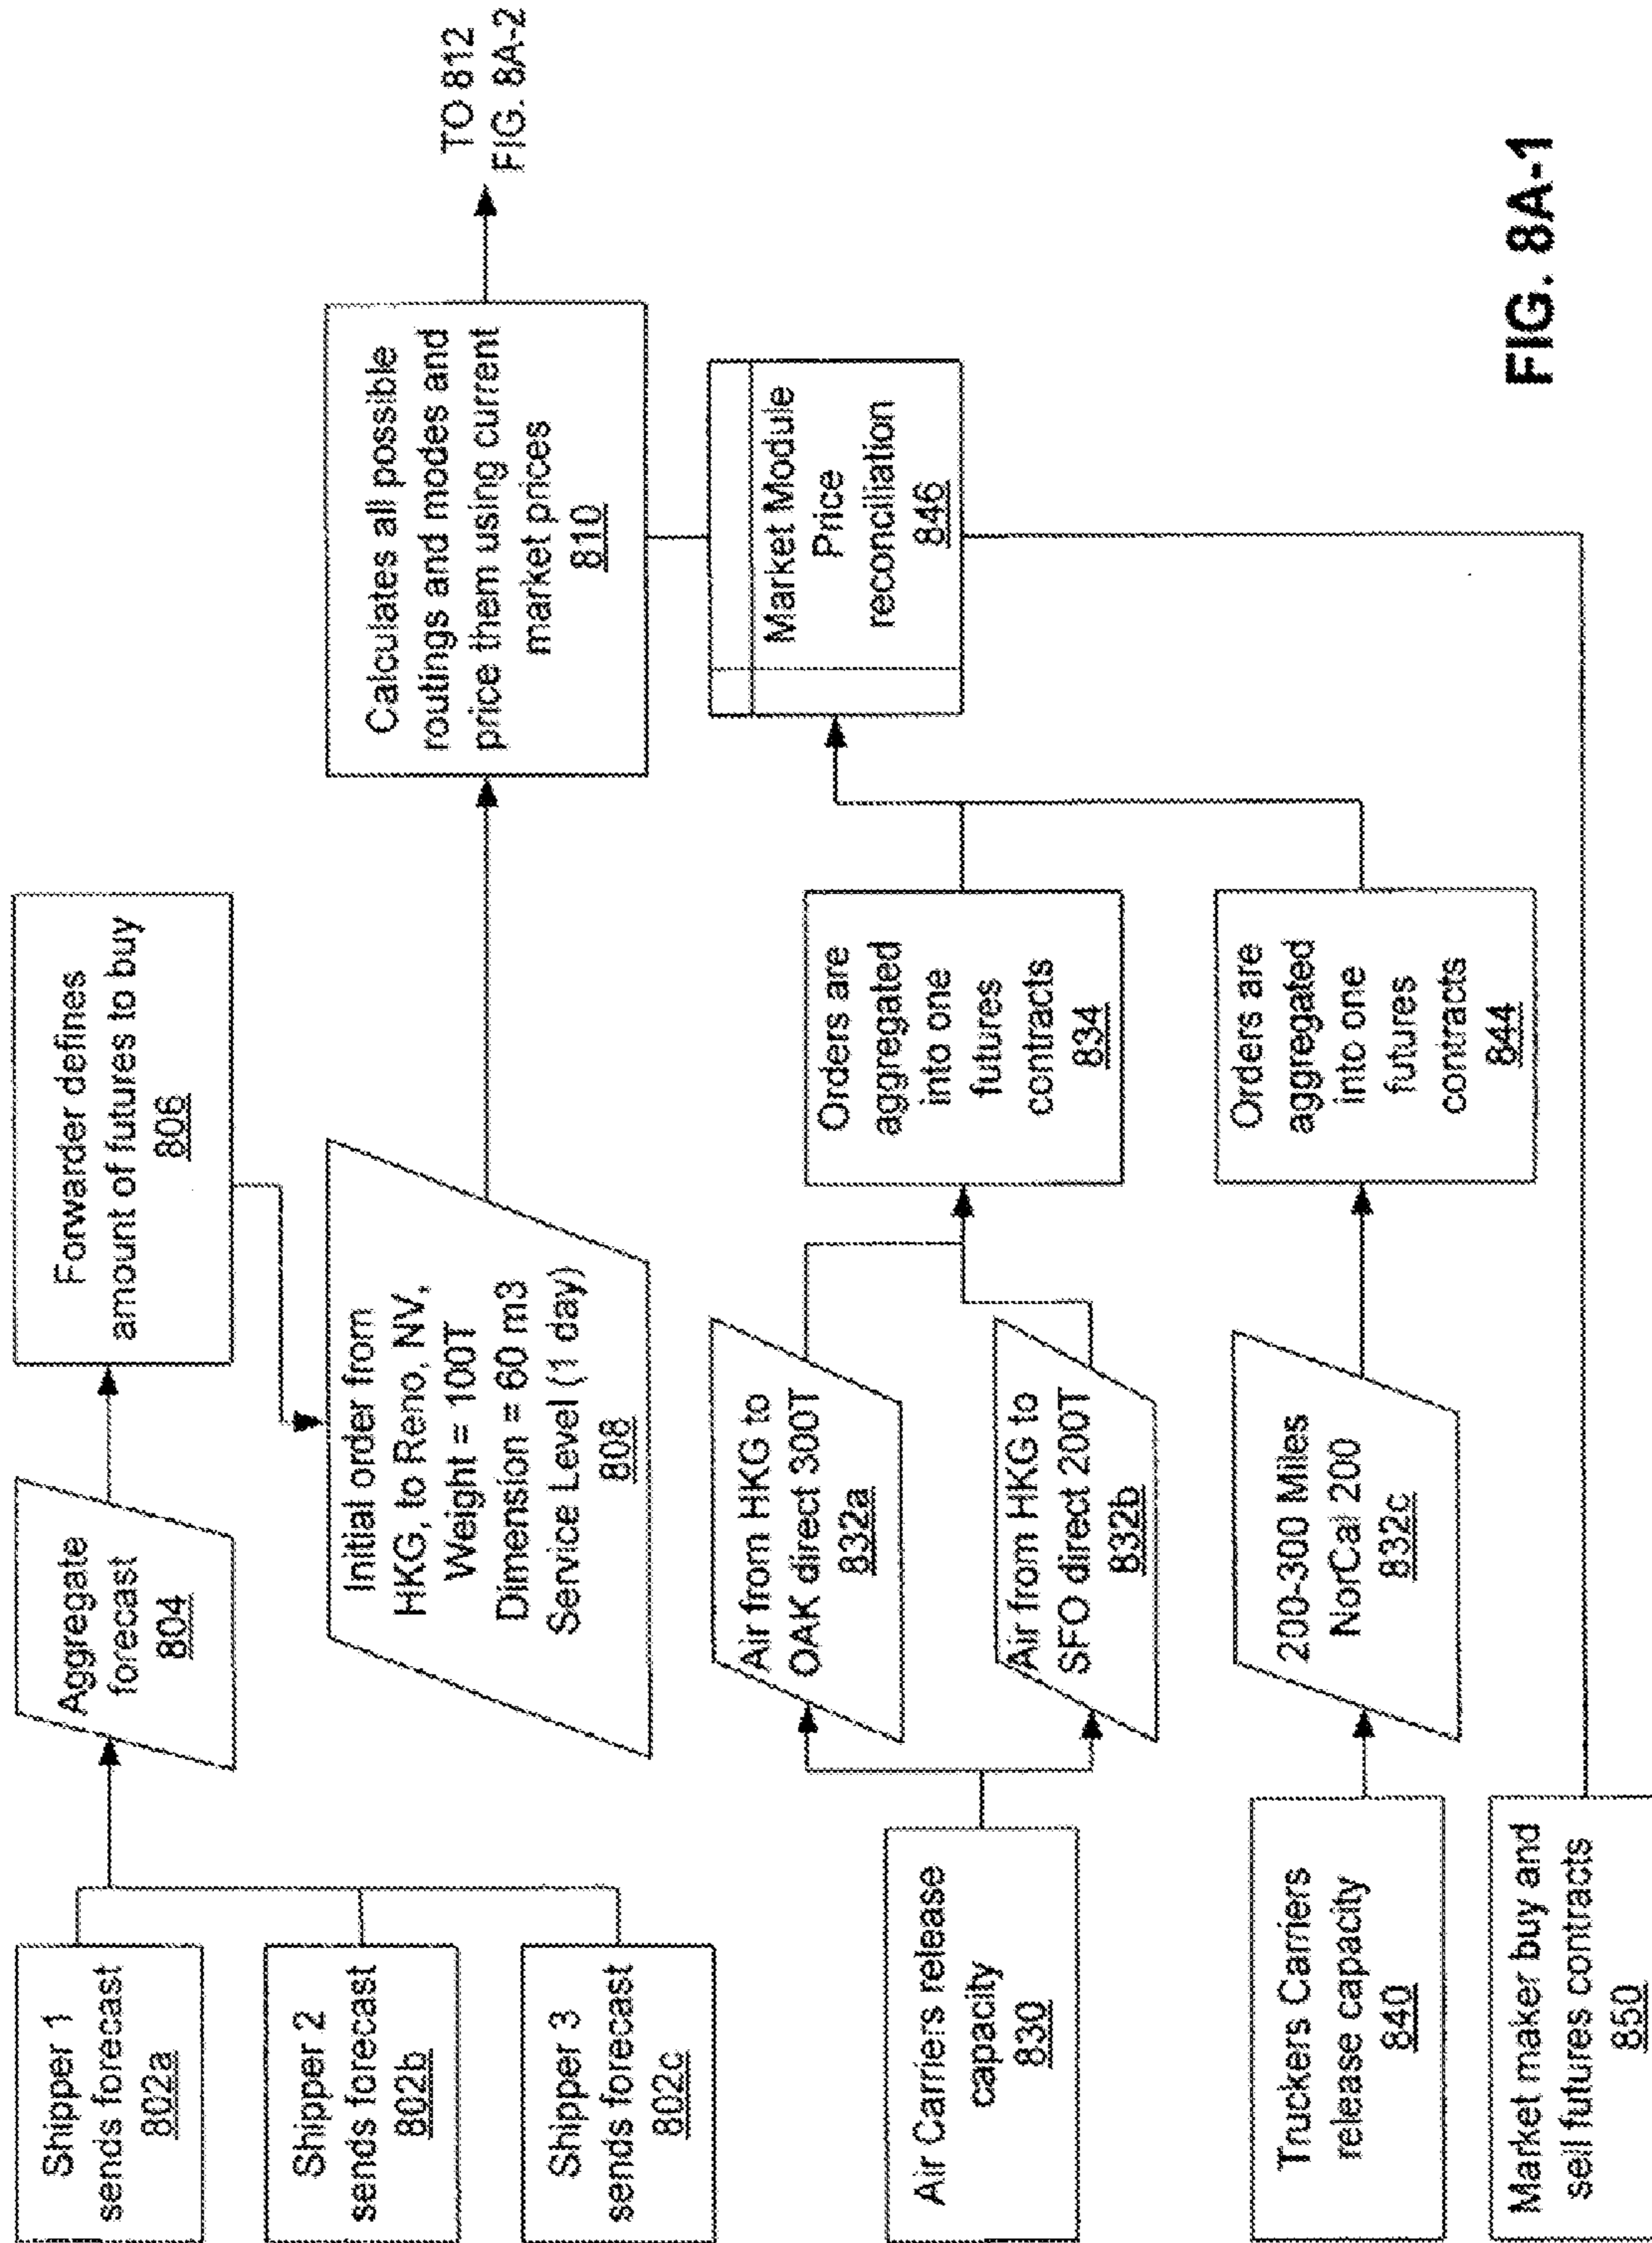 Shipper 1
sends forecast
802a
Shipper 2
sends forecast
802b
Shipper 3
sends forecast
802c
Aggregate
forecast
804
Forwarder defines
amount of futures to buy
806
Initial order from
HKG, to Reno, NV,
Weight = 100T
Dimension = 60 m3
Service Level (1 day)
808
Calculates all possible
routings and modes and
price them using current
market prices
810
TO 812
FIG. 8A-2
Air Carriers release
capacity
830
Air from HKG to
OAK direct 300T
832a
Air from HKG to
SFO direct 200T
832b
Orders are
aggregated
into one
futures
contracts
834
Market Module
Price
reconciliation
846
Truckers Carriers
release capacity
840
200-300 Miles
NorCal 200
832c
Orders are
aggregated
into one
futures
contracts
844
Market maker buy and
sell futures contracts
850
FIG. 8A-1